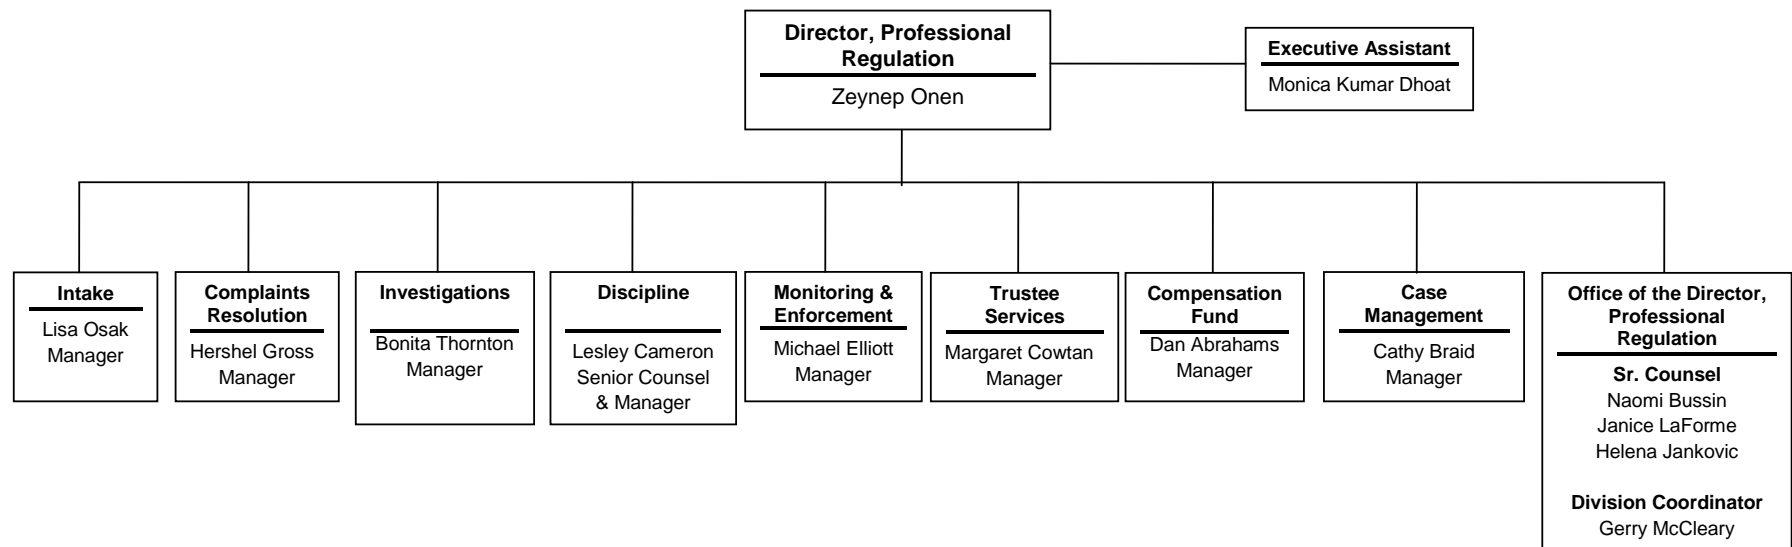 Director, Professional
Regulation
Zeynep Onen
Executive Assistant
Monica Kumar Dhoat
Intake
Lisa Osak
Manager
Complaints
Resolution
Hershel Gross
Manager
Investigations
Bonita Thornton
Manager
Discipline
Lesley Cameron
Senior Counsel
& Manager
Monitoring &
Enforcement
Michael Elliott
Manager
Trustee
Services
Margaret Cowtan
Manager
Compensation
Fund
Dan Abrahams
Manager
Case
Management
Cathy Braid
Manager
Office of the Director,
Professional
Regulation
Sr. Counsel
Naomi Bussin
Janice LaForme
Helena Jankovic
Division Coordinator
Gerry McCleary